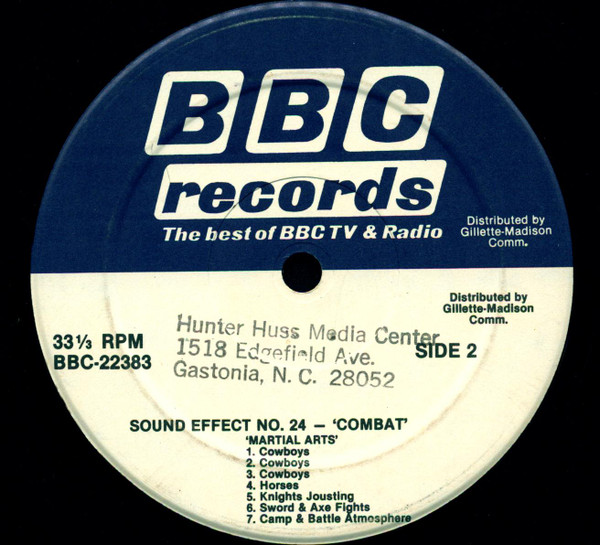 BBC
records
The best of BBC TV & Radio
Distributed by
Gillette-Madison
Comm.
Distributed by
Gillette-Madison
Comm.
33⅓ RPM
BBC-22383
Hunter Huss Media Center
1518 Edgefield Ave.
Gastonia, N. C. 28052
SIDE 2
SOUND EFFECT NO. 24 – 'COMBAT'
'MARTIAL ARTS'
1. Cowboys
2. Cowboys
3. Cowboys
4. Horses
5. Knights Jousting
6. Sword & Axe Fights
7. Camp & Battle Atmosphere